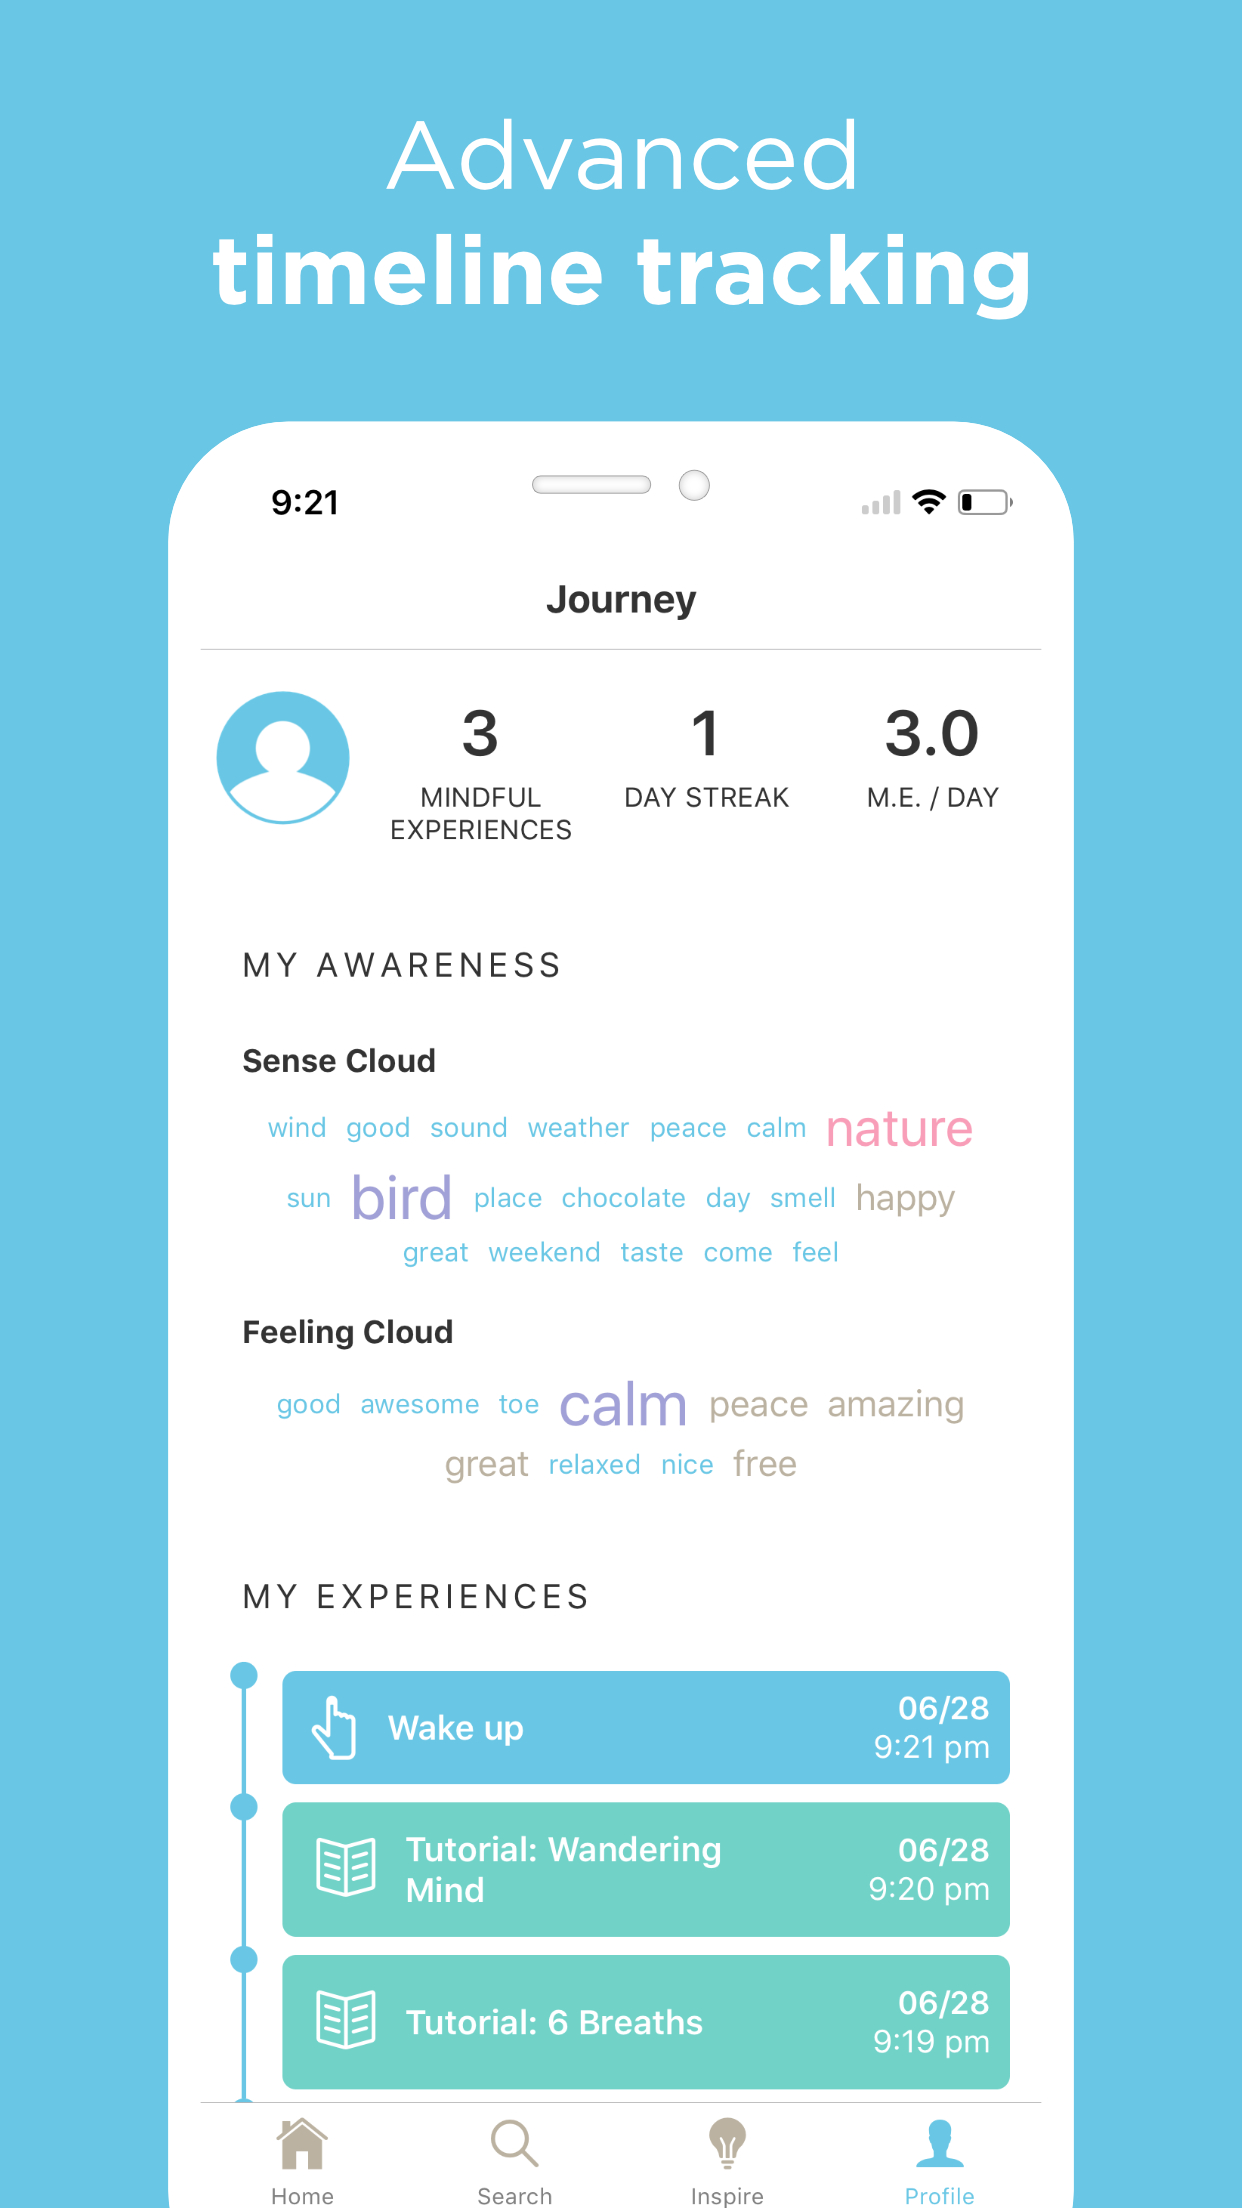 Advanced
timeline tracking
9:21
Journey
3
1
3.0
MINDFUL
EXPERIENCES
DAY STREAK
M.E. / DAY
MY AWARENESS
Sense Cloud
wind good sound weather peace calm nature
sun bird place chocolate day smell happy
great weekend taste come feel
Feeling Cloud
good awesome toe calm peace amazing
great relaxed nice free
MY EXPERIENCES
Wake up
06/28
9:21 pm
Tutorial: Wandering
Mind
06/28
9:20 pm
Tutorial: 6 Breaths
06/28
9:19 pm
Home
Search
Inspire
Profile